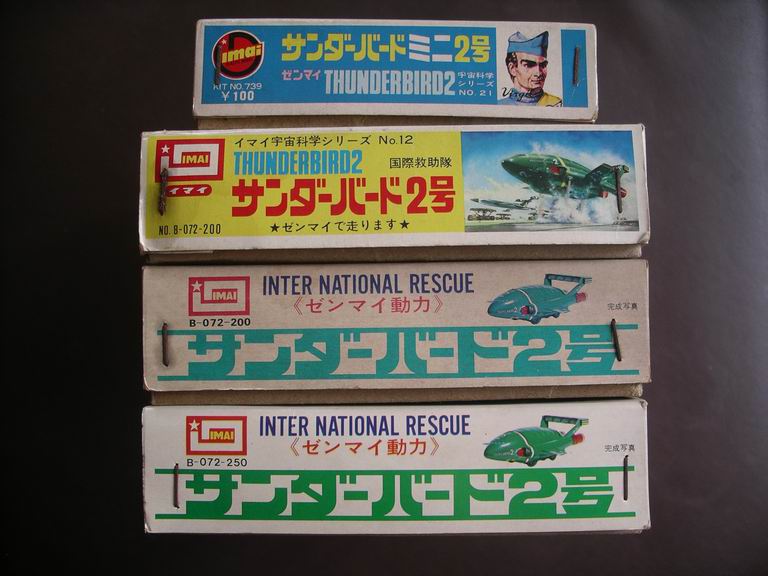 imai
KIT NO.739
￥100
サンダーバードミニ2号
ゼンマイ THUNDERBIRD2
宇宙科学
シリーズ
NO.21
Virgil
IMAI
イマイ
NO. B-072-200
イマイ宇宙科学シリーズ No.12
THUNDERBIRD2
国際救助隊
サンダーバード2号
★ゼンマイで走ります★
IMAI
B-072-200
INTER NATIONAL RESCUE
《ゼンマイ動力》
完成写真
サンダーバード2号
IMAI
B-072-250
INTER NATIONAL RESCUE
《ゼンマイ動力》
完成写真
サンダーバード2号